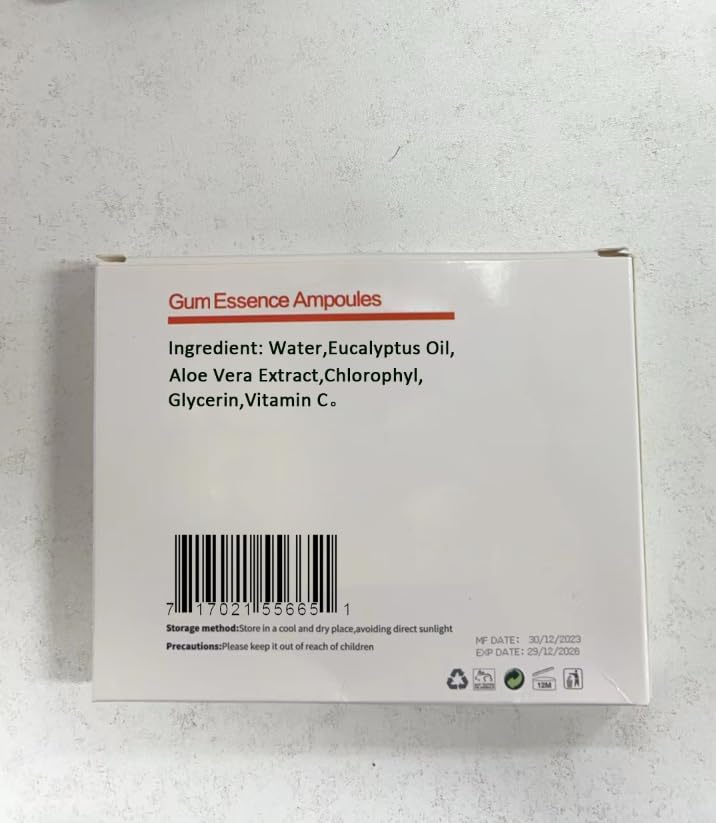 Gum Essence Ampoules
Ingredient: Water,Eucalyptus Oil,
Aloe Vera Extract,Chlorophyl,
Glycerin,Vitamin C。
7 17021 55665 1
Storage method:Store in a cool and dry place,avoiding direct sunlight
Precautions:Please keep it out of reach of children
MF DATE: 30/12/2023
EXP DATE: 29/12/2026
12M